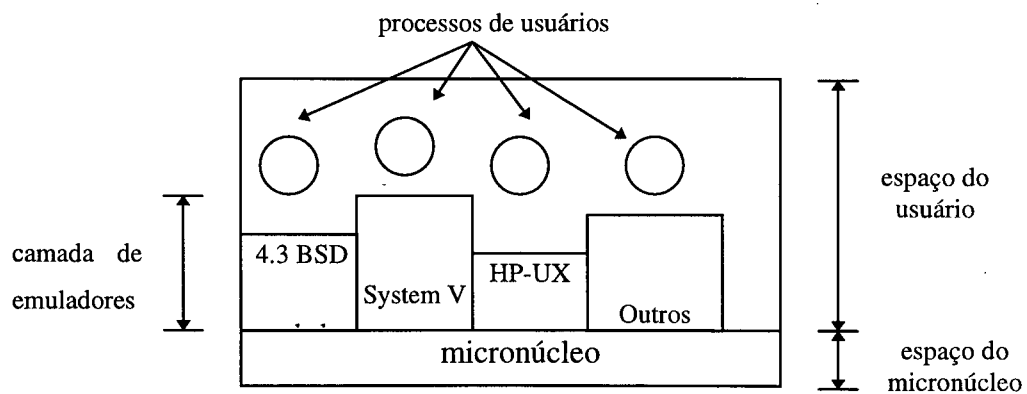 processos de usuários
espaço do
usuário
camada de
emuladores
4.3 BSD
System V
HP-UX
Outros
micronúcleo
espaço do
micronúcleo